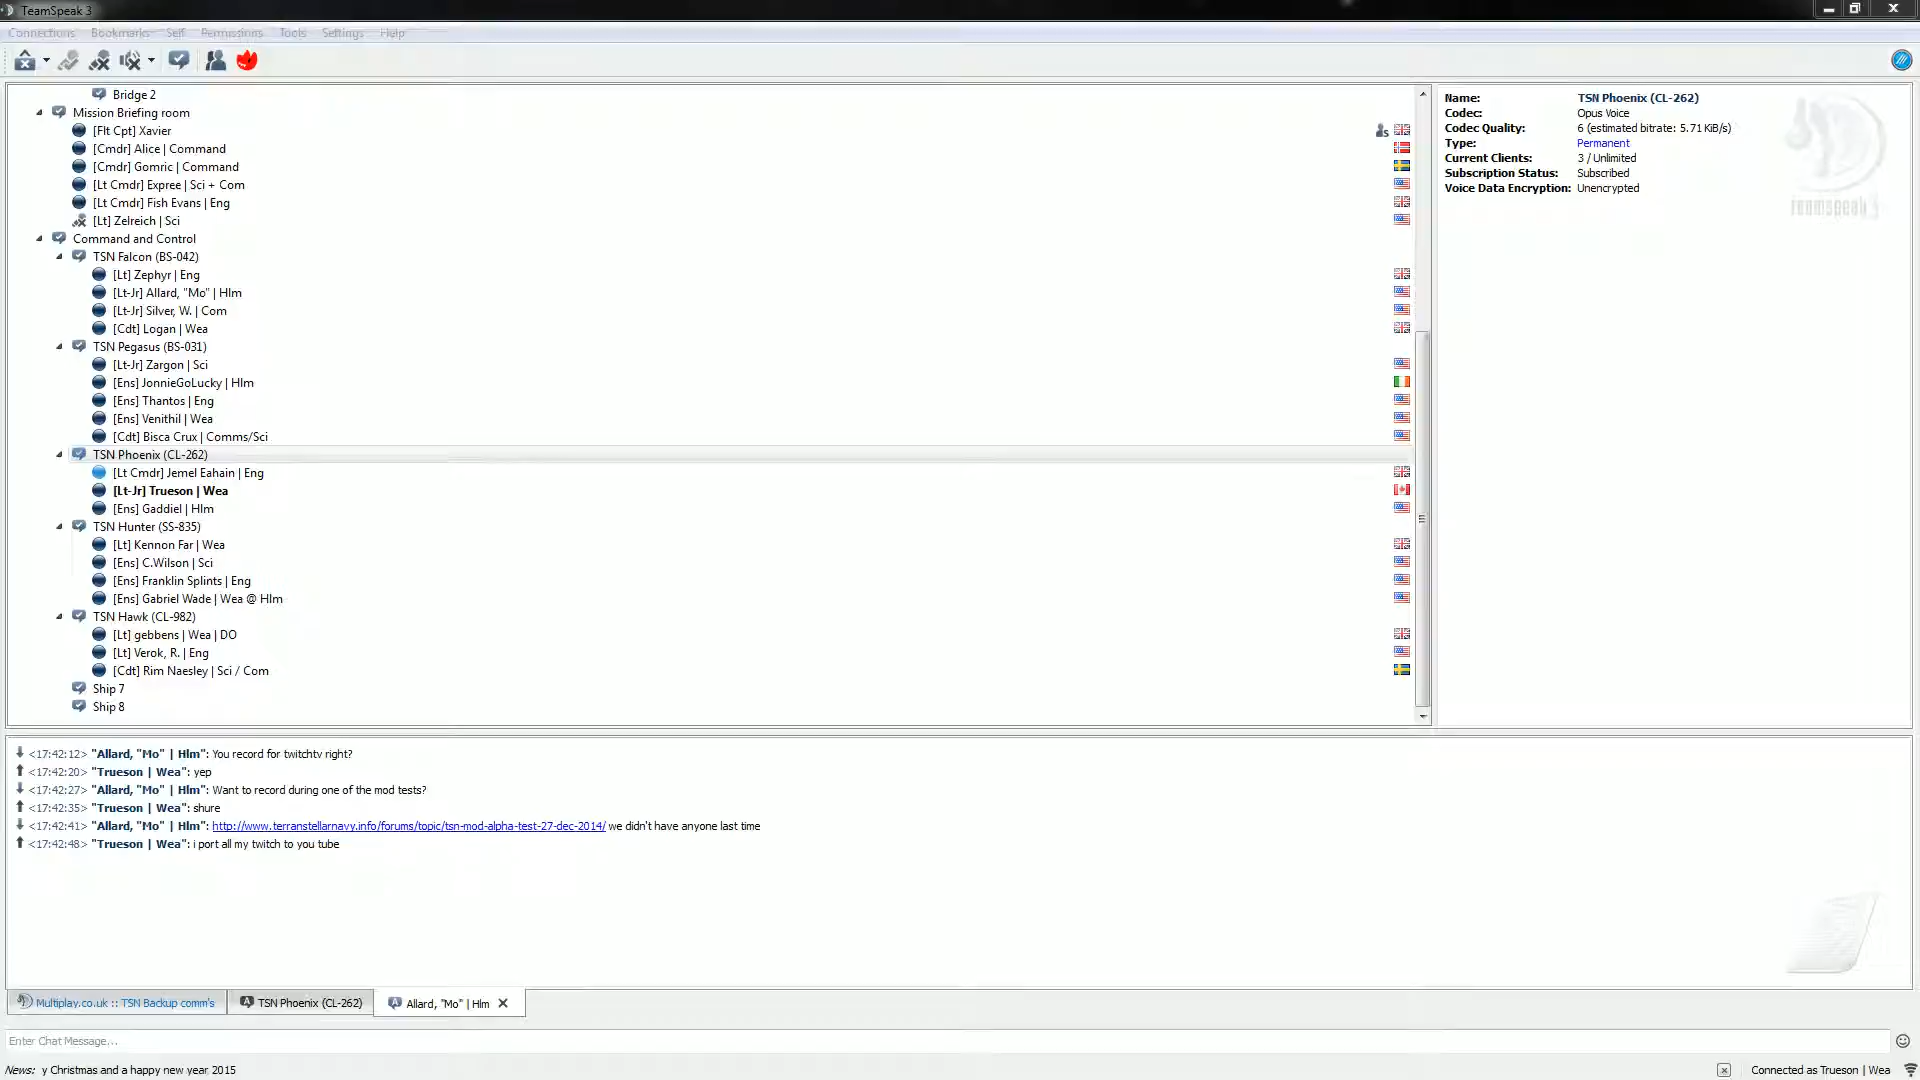 TeamSpeak 3
Connections Bookmarks Self Permissions Tools Settings Help
Bridge 2
Mission Briefing room
[Flt Cpt] Xavier
[Cmdr] Alice | Command
[Cmdr] Gomric | Command
[Lt Cmdr] Expree | Sci + Com
[Lt Cmdr] Fish Evans | Eng
[Lt] Zelreich | Sci
Command and Control
TSN Falcon (BS-042)
[Lt] Zephyr | Eng
[Lt-Jr] Allard, "Mo" | Hlm
[Lt-Jr] Silver, W. | Com
[Cdt] Logan | Wea
TSN Pegasus (BS-031)
[Lt-Jr] Zargon | Sci
[Ens] JonnieGoLucky | Hlm
[Ens] Thantos | Eng
[Ens] Venithil | Wea
[Cdt] Bisca Crux | Comms/Sci
TSN Phoenix (CL-262)
[Lt Cmdr] Jemel Eahain | Eng
[Lt-Jr] Trueson | Wea
[Ens] Gaddiel | Hlm
TSN Hunter (SS-835)
[Lt] Kennon Far | Wea
[Ens] C.Wilson | Sci
[Ens] Franklin Splints | Eng
[Ens] Gabriel Wade | Wea @ Hlm
TSN Hawk (CL-982)
[Lt] gebbens | Wea | DO
[Lt] Verok, R. | Eng
[Cdt] Rim Naesley | Sci / Com
Ship 7
Ship 8
Name: TSN Phoenix (CL-262)
Codec: Opus Voice
Codec Quality: 6 (estimated bitrate: 5.71 KiB/s)
Type: Permanent
Current Clients: 3 / Unlimited
Subscription Status: Subscribed
Voice Data Encryption: Unencrypted
teamspeak 3
<17:42:12> "Allard, "Mo" | Hlm": You record for twitchtv right?
<17:42:20> "Trueson | Wea": yep
<17:42:27> "Allard, "Mo" | Hlm": Want to record during one of the mod tests?
<17:42:35> "Trueson | Wea": shure
<17:42:41> "Allard, "Mo" | Hlm": http://www.terranstellarnavy.info/forums/topic/tsn-mod-alpha-test-27-dec-2014/ we didn't have anyone last time
<17:42:48> "Trueson | Wea": i port all my twitch to you tube
Multiplay.co.uk :: TSN Backup comm's TSN Phoenix (CL-262) Allard, "Mo" | Hlm
Enter Chat Message...
News: y Christmas and a happy new year 2015 Connected as Trueson | Wea